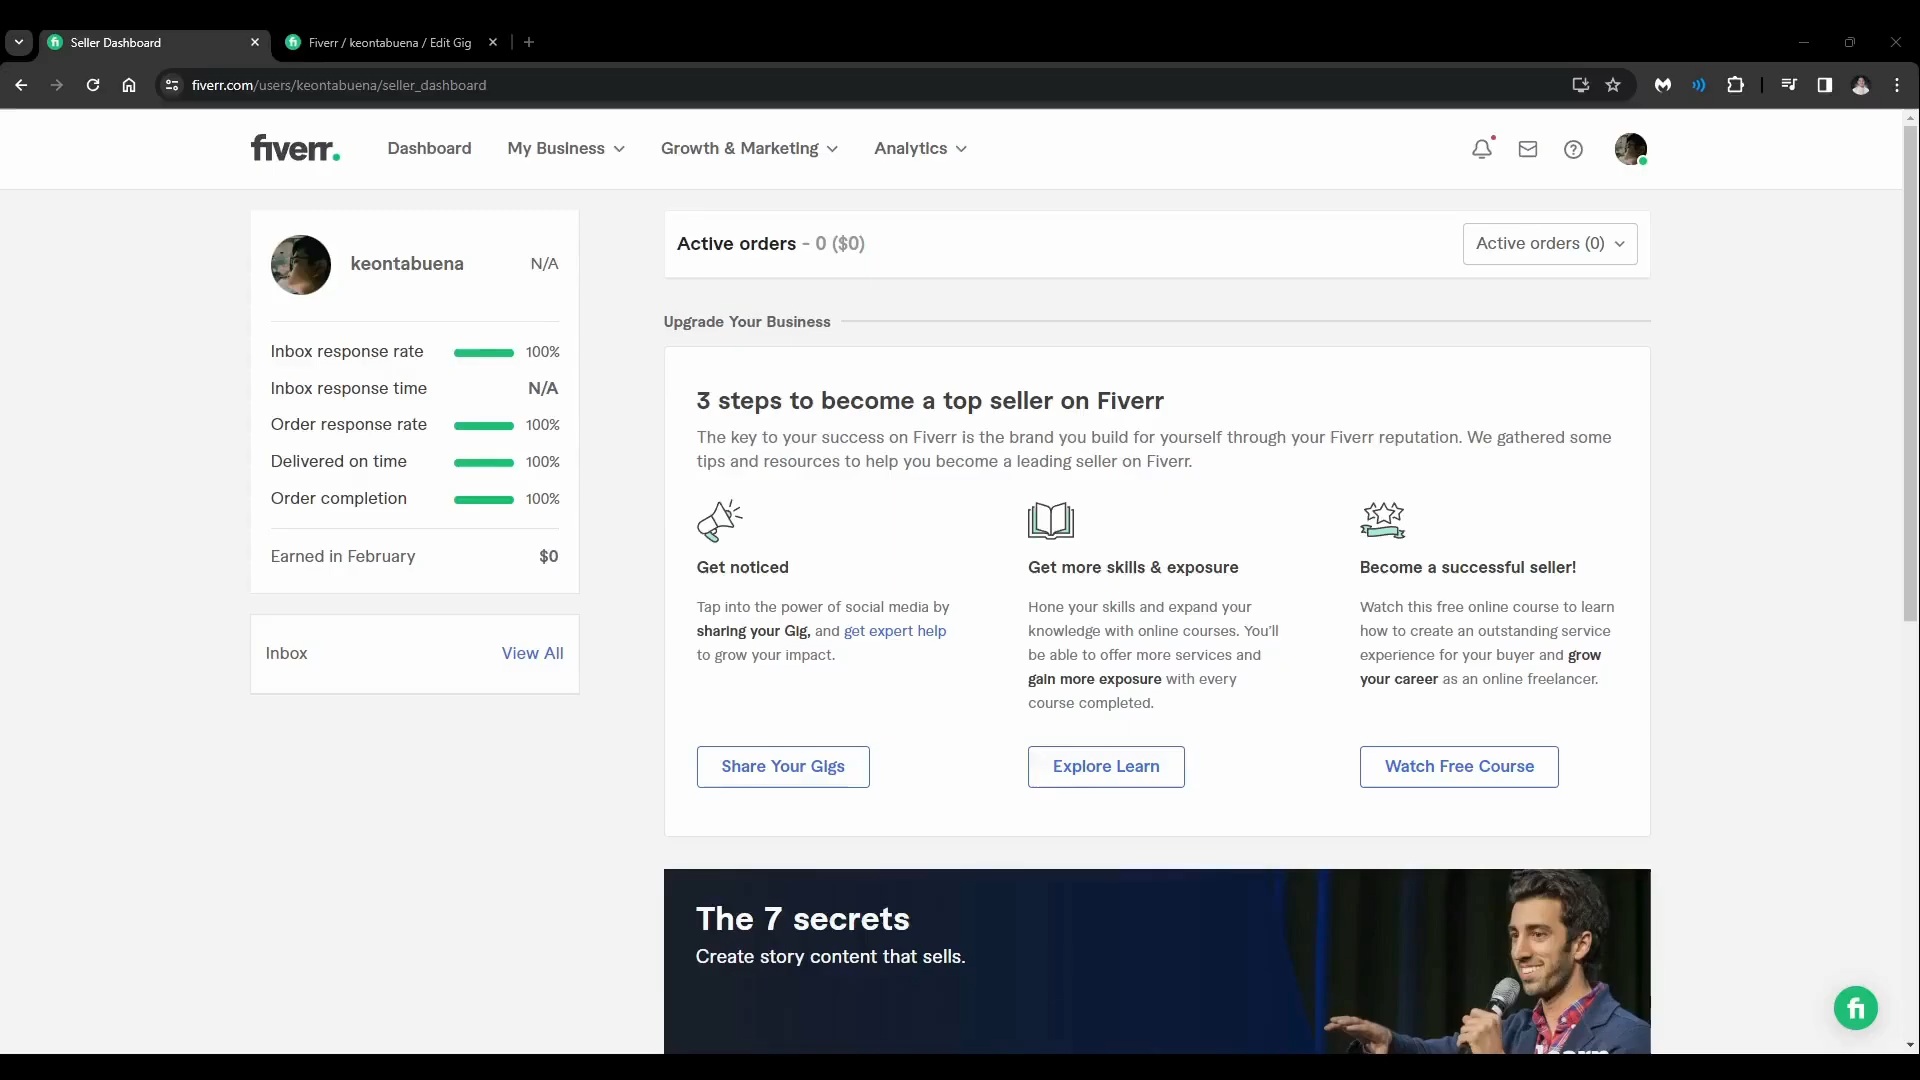 Seller Dashboard
Fiverr / keontabuena / Edit Gig
fiverr.com/users/keontabuena/seller_dashboard
fiverr.
Dashboard
My Business
Growth & Marketing
Analytics
keontabuena
N/A
Inbox response rate
100%
Inbox response time
N/A
Order response rate
100%
Delivered on time
100%
Order completion
100%
Earned in February
$0
Inbox
View All
Active orders - 0 ($0)
Active orders (0)
Upgrade Your Business
3 steps to become a top seller on Fiverr
The key to your success on Fiverr is the brand you build for yourself through your Fiverr reputation. We gathered some
tips and resources to help you become a leading seller on Fiverr.
Get noticed
Tap into the power of social media by
sharing your Gig, and get expert help
to grow your impact.
Share Your Gigs
Get more skills & exposure
Hone your skills and expand your
knowledge with online courses. You'll
be able to offer more services and
gain more exposure with every
course completed.
Explore Learn
Become a successful seller!
Watch this free online course to learn
how to create an outstanding service
experience for your buyer and grow
your career as an online freelancer.
Watch Free Course
The 7 secrets
Create story content that sells.
fi